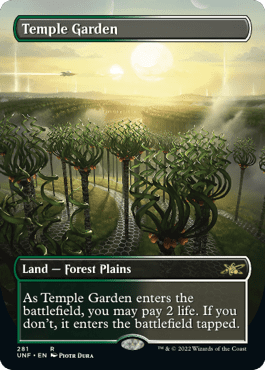 Temple Garden
Land — Forest Plains
As Temple Garden enters the
battlefield, you may pay 2 life. If you
don't, it enters the battlefield tapped.
281 R
UNF • EN Piotr Dura
™ & © 2022 Wizards of the Coast